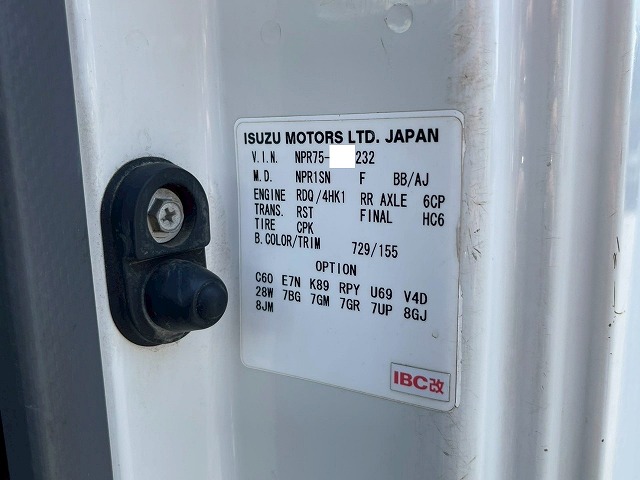 ISUZU MOTORS LTD. JAPAN
V.I.N. NPR75- 232
M.D. NPR1SN F BB/AJ
ENGINE RDQ/4HK1 RR AXLE 6CP
TRANS. RST FINAL HC6
TIRE CPK
B.COLOR/TRIM 729/155
OPTION
C60 E7N K89 RPY U69 V4D
28W 7BG 7GM 7GR 7UP 8GJ
8JM
IBC改